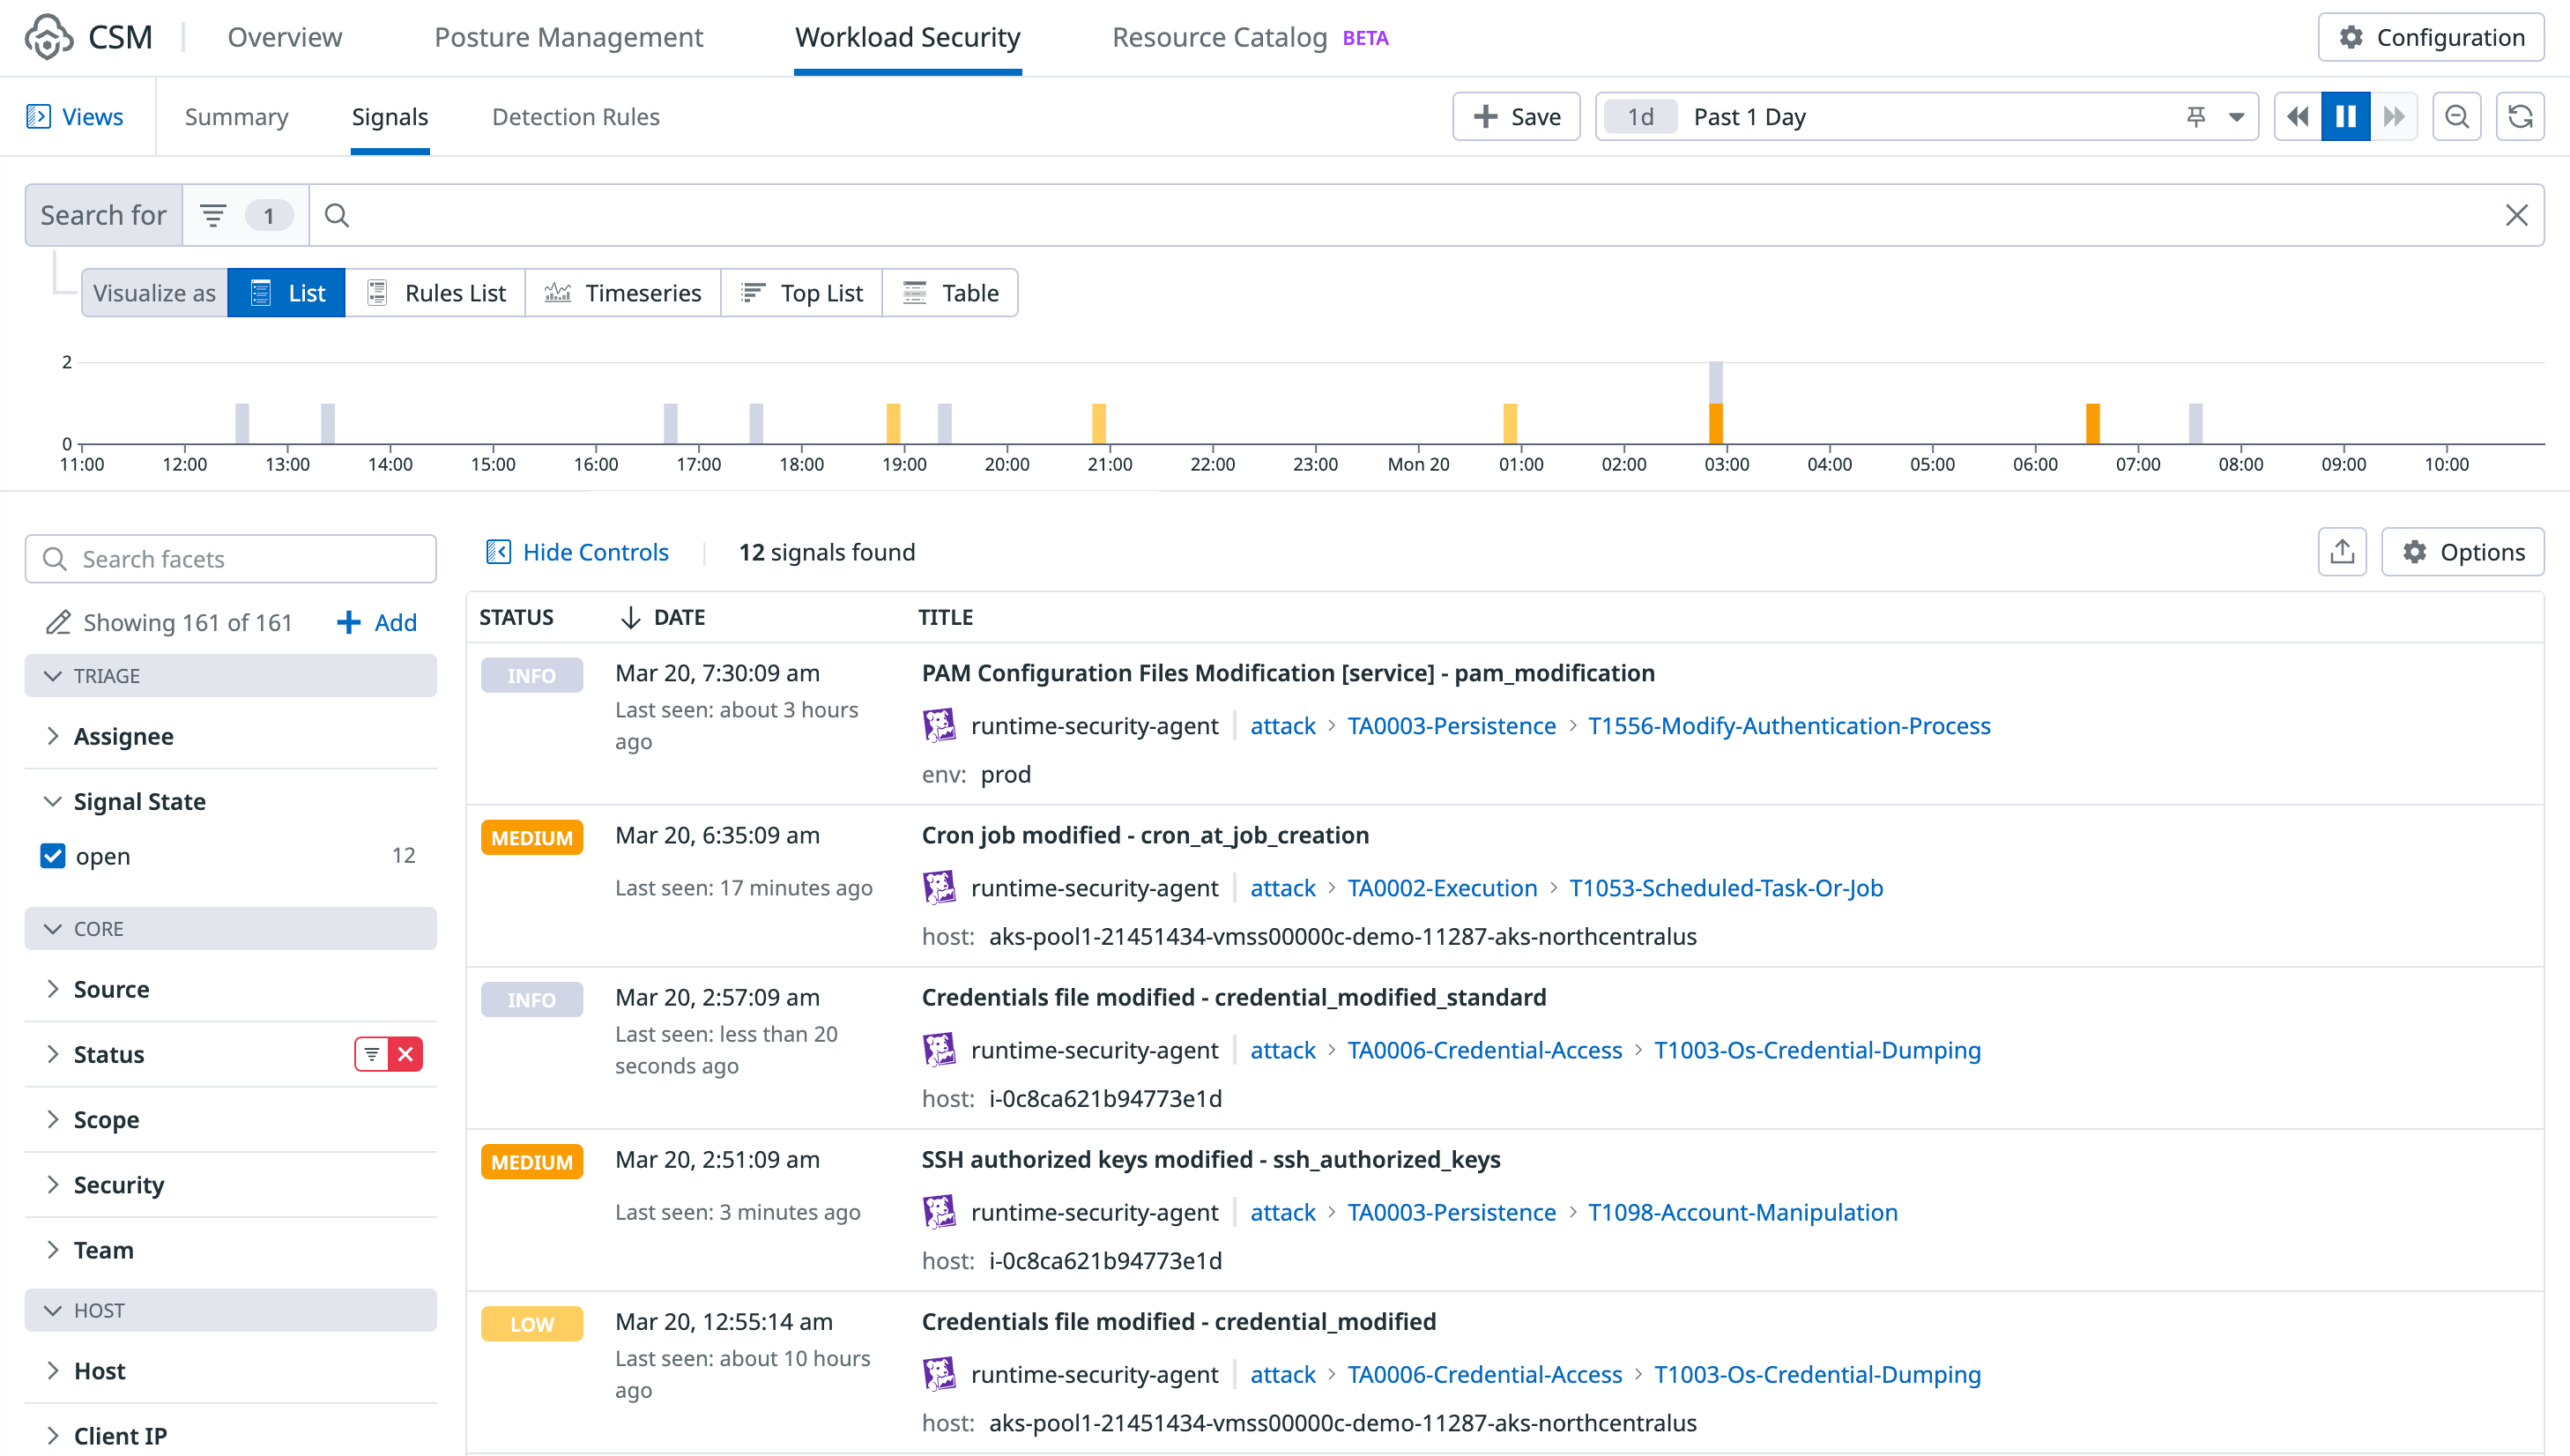 CSM
Overview
Posture Management
Workload Security
Resource Catalog BETA
Configuration
Views
Summary
Signals
Detection Rules
Save
1d Past 1 Day
Search for
1
Visualize as
List
Rules List
Timeseries
Top List
Table
2
0
11:00 12:00 13:00 14:00 15:00 16:00 17:00 18:00 19:00 20:00 21:00 22:00 23:00 Mon 20 01:00 02:00 03:00 04:00 05:00 06:00 07:00 08:00 09:00 10:00
Search facets
Showing 161 of 161
Add
TRIAGE
Assignee
Signal State
open 12
CORE
Source
Status
Scope
Security
Team
HOST
Host
Client IP
Hide Controls
12 signals found
Options
STATUS DATE TITLE
INFO
Mar 20, 7:30:09 am
Last seen: about 3 hours
ago
PAM Configuration Files Modification [service] - pam_modification
runtime-security-agent attack TA0003-Persistence T1556-Modify-Authentication-Process
env: prod
MEDIUM
Mar 20, 6:35:09 am
Last seen: 17 minutes ago
Cron job modified - cron_at_job_creation
runtime-security-agent attack TA0002-Execution T1053-Scheduled-Task-Or-Job
host: aks-pool1-21451434-vmss00000c-demo-11287-aks-northcentralus
INFO
Mar 20, 2:57:09 am
Last seen: less than 20
seconds ago
Credentials file modified - credential_modified_standard
runtime-security-agent attack TA0006-Credential-Access T1003-Os-Credential-Dumping
host: i-0c8ca621b94773e1d
MEDIUM
Mar 20, 2:51:09 am
Last seen: 3 minutes ago
SSH authorized keys modified - ssh_authorized_keys
runtime-security-agent attack TA0003-Persistence T1098-Account-Manipulation
host: i-0c8ca621b94773e1d
LOW
Mar 20, 12:55:14 am
Last seen: about 10 hours
ago
Credentials file modified - credential_modified
runtime-security-agent attack TA0006-Credential-Access T1003-Os-Credential-Dumping
host: aks-pool1-21451434-vmss00000c-demo-11287-aks-northcentralus